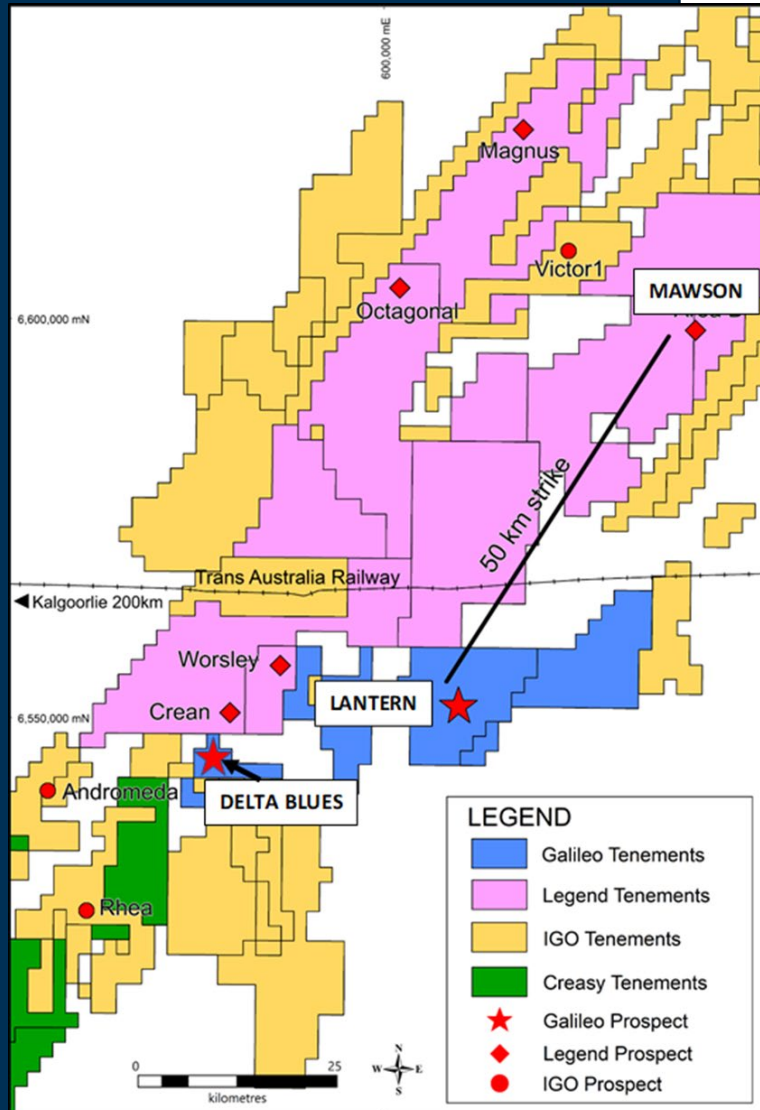 600,000 mE
Magnus
Victor1
MAWSON
Octagonal
6,600,000 mN
50 km strike
Trans Australia Railway
Kalgoorlie 200km
Worsley
LANTERN
Crean
6,550,000 mN
Andromeda
DELTA BLUES
Rhea
LEGEND
Galileo Tenements
Legend Tenements
IGO Tenements
Creasy Tenements
Galileo Prospect
Legend Prospect
IGO Prospect
0 25
kilometres
N
W E
S